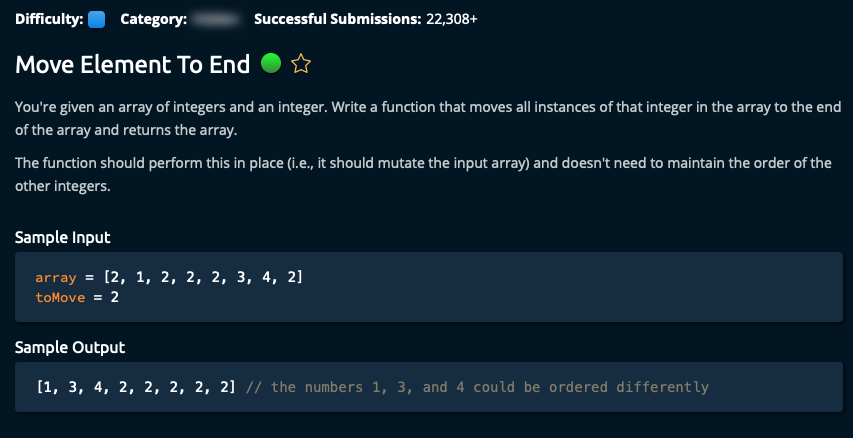 Difficulty: Category: Successful Submissions: 22,308+
Move Element To End
You're given an array of integers and an integer. Write a function that moves all instances of that integer in the array to the end
of the array and returns the array.
The function should perform this in place (i.e., it should mutate the input array) and doesn't need to maintain the order of the
other integers.
Sample Input
array = [2, 1, 2, 2, 2, 3, 4, 2]
toMove = 2
Sample Output
[1, 3, 4, 2, 2, 2, 2, 2] // the numbers 1, 3, and 4 could be ordered differently